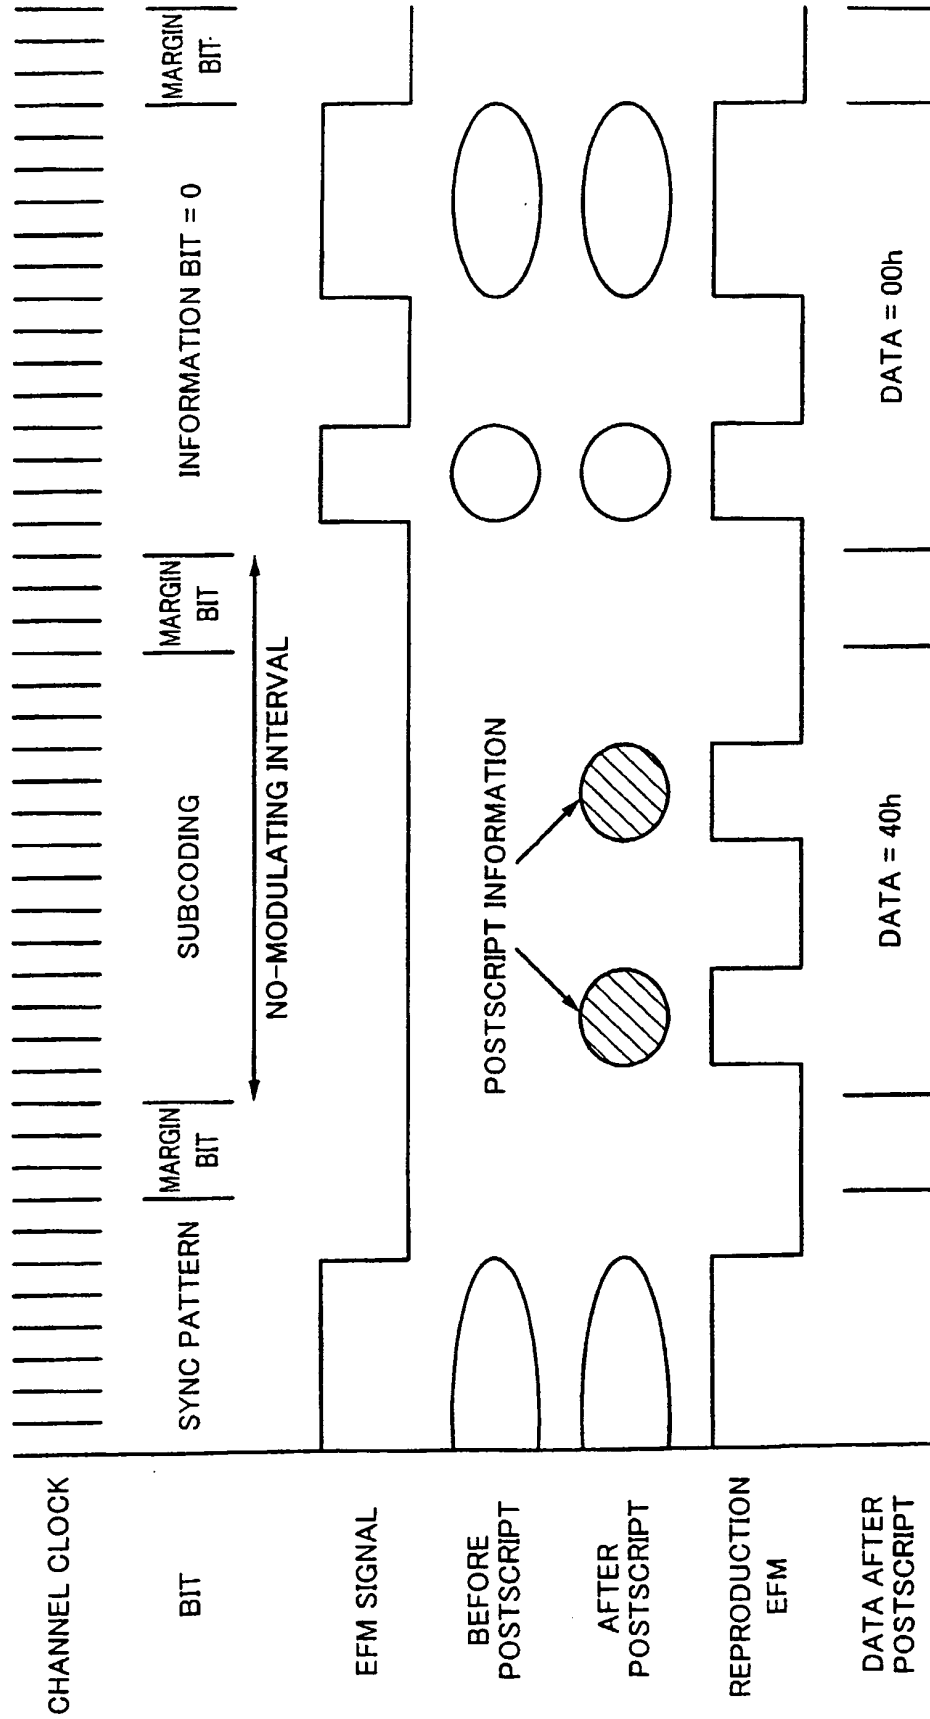 CHANNEL CLOCK
BIT
SYNC PATTERN
MARGIN
BIT
SUBCODING
MARGIN
BIT
INFORMATION BIT = 0
MARGIN
BIT
NO-MODULATING INTERVAL
EFM SIGNAL
BEFORE
POSTSCRIPT
POSTSCRIPT INFORMATION
AFTER
POSTSCRIPT
REPRODUCTION
EFM
DATA AFTER
POSTSCRIPT
DATA = 40h
DATA = 00h